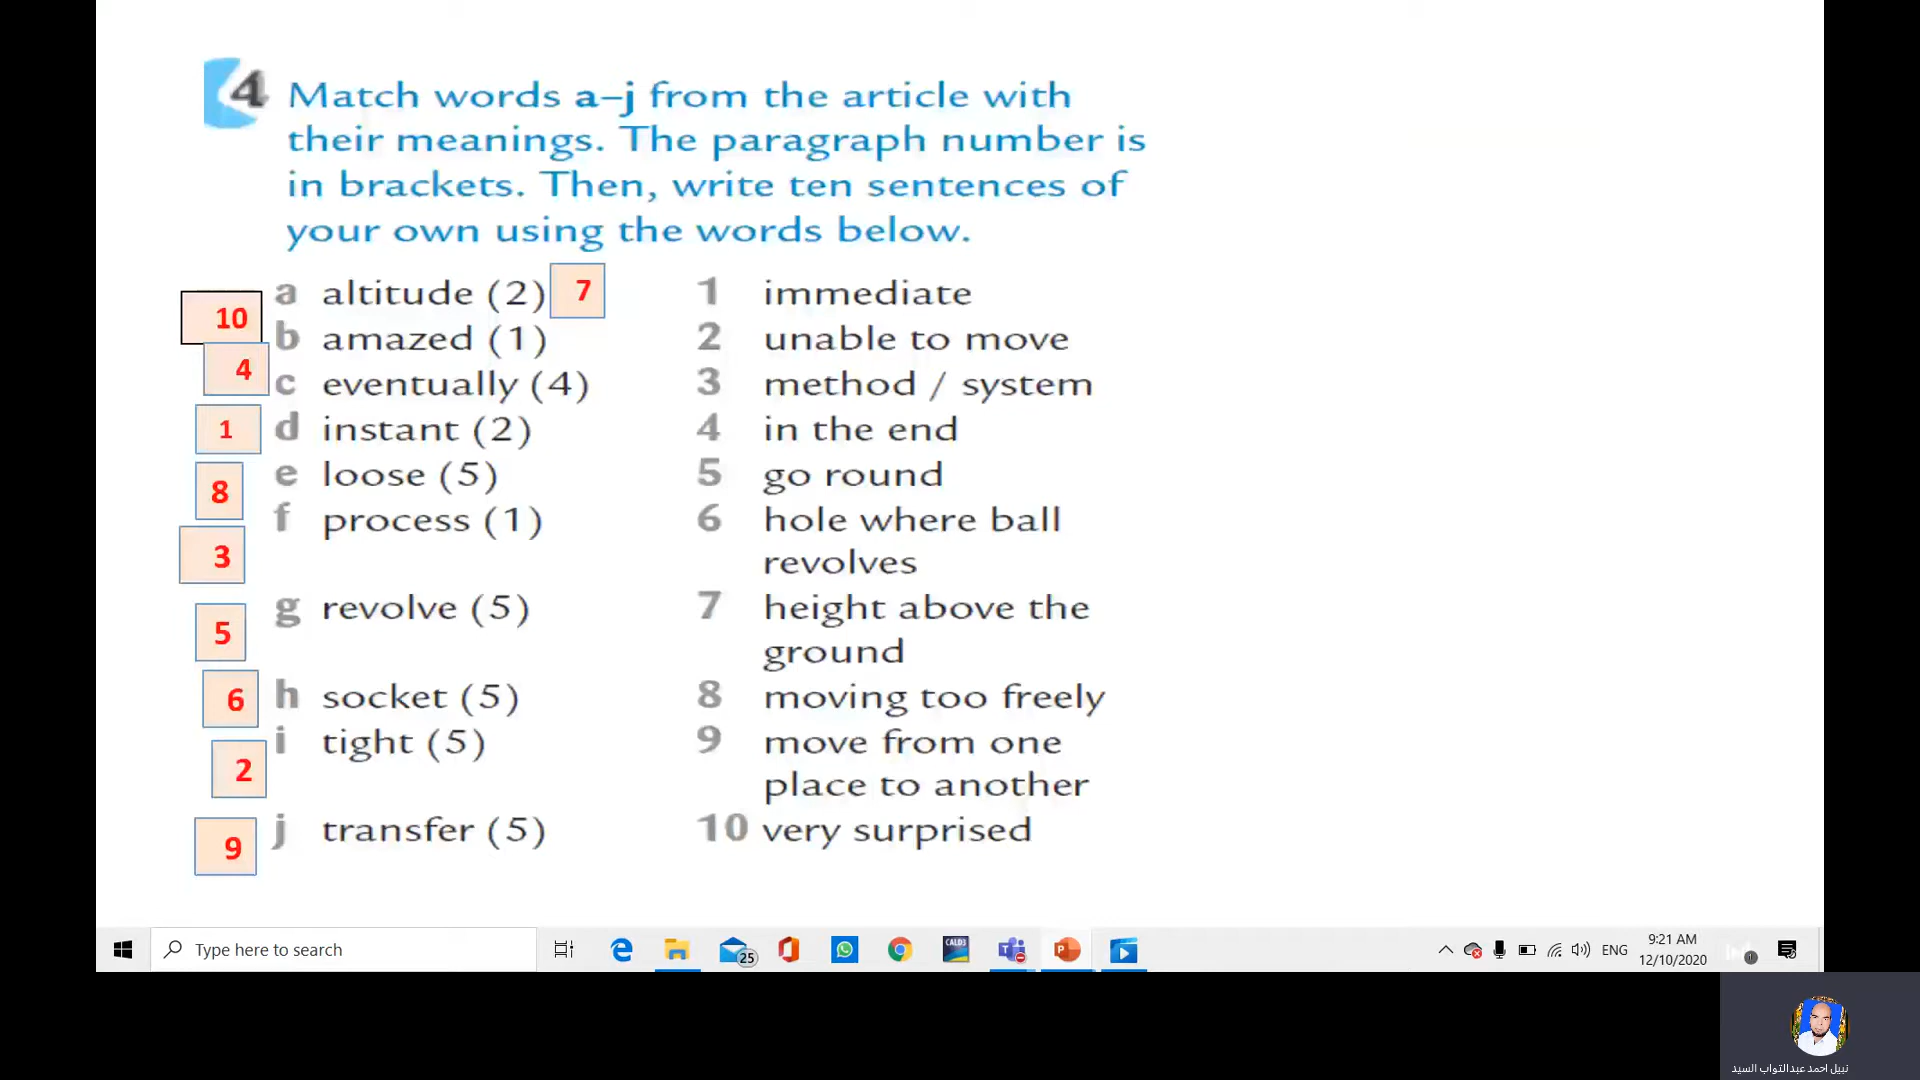 4 Match words a–j from the article with
their meanings. The paragraph number is
in brackets. Then, write ten sentences of
your own using the words below.
a altitude (2) 7 1 immediate
10 b amazed (1) 2 unable to move
4 c eventually (4) 3 method / system
1 d instant (2) 4 in the end
8 e loose (5) 5 go round
3 f process (1) 6 hole where ball
revolves
5 g revolve (5) 7 height above the
ground
6 h socket (5) 8 moving too freely
2 i tight (5) 9 move from one
place to another
9 j transfer (5) 10 very surprised
Type here to search
25
CALD3
ENG
9:21 AM
12/10/2020
نبيل احمد عبدالتواب السيد